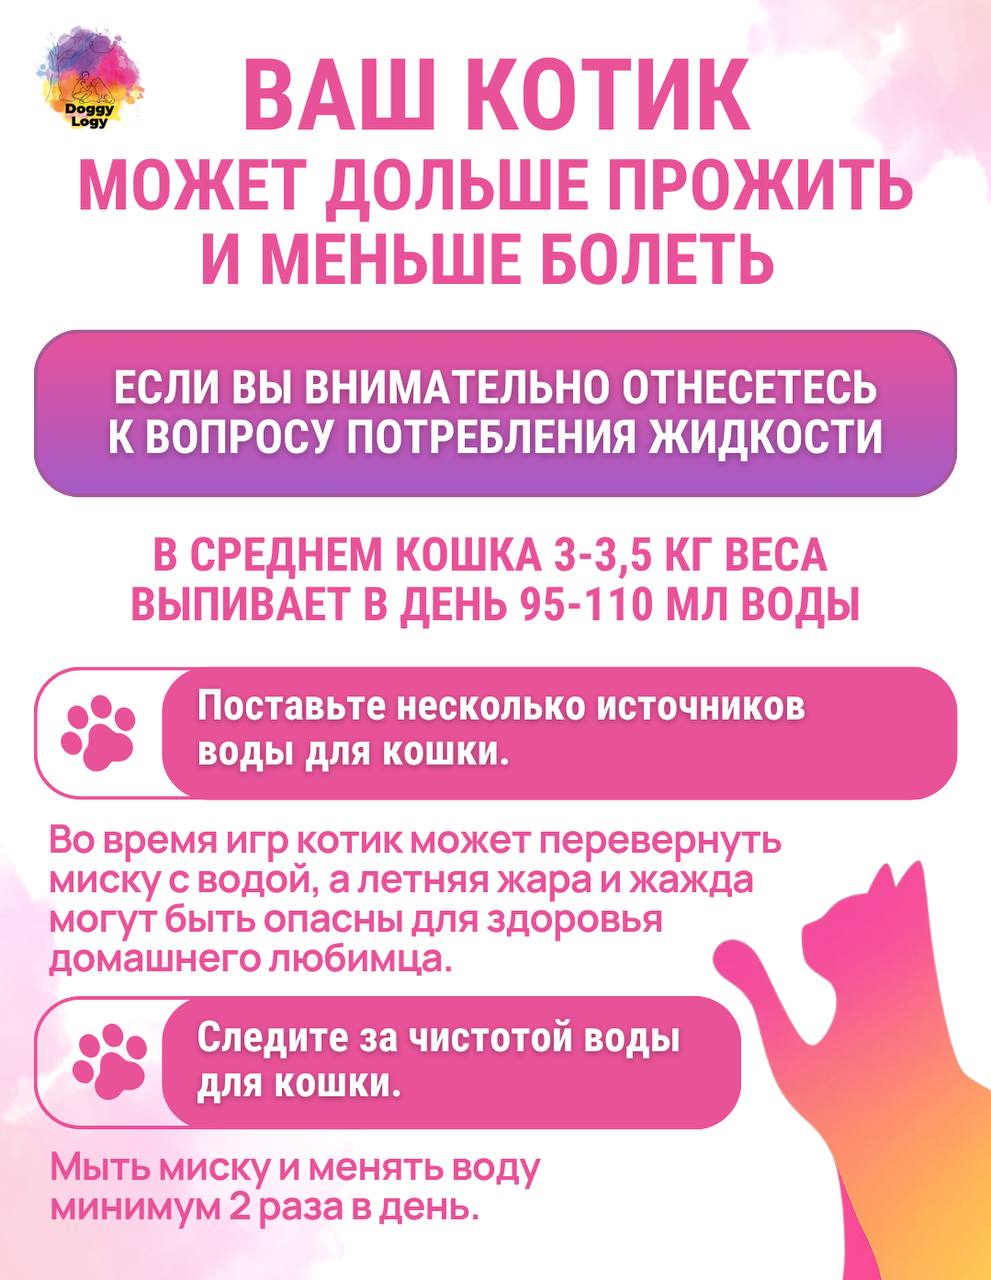 Doggy
Logy
ВАШ КОТИК
МОЖЕТ ДОЛЬШЕ ПРОЖИТЬ
И МЕНЬШЕ БОЛЕТЬ
ЕСЛИ ВЫ ВНИМАТЕЛЬНО ОТНЕСЕТЕСЬ
К ВОПРОСУ ПОТРЕБЛЕНИЯ ЖИДКОСТИ
В СРЕДНЕМ КОШКА 3-3,5 КГ ВЕСА
ВЫПИВАЕТ В ДЕНЬ 95-110 МЛ ВОДЫ
Поставьте несколько источников
воды для кошки.
Во время игр котик может перевернуть
миску с водой, а летняя жара и жажда
могут быть опасны для здоровья
домашнего любимца.
Следите за чистотой воды
для кошки.
Мыть миску и менять воду
минимум 2 раза в день.